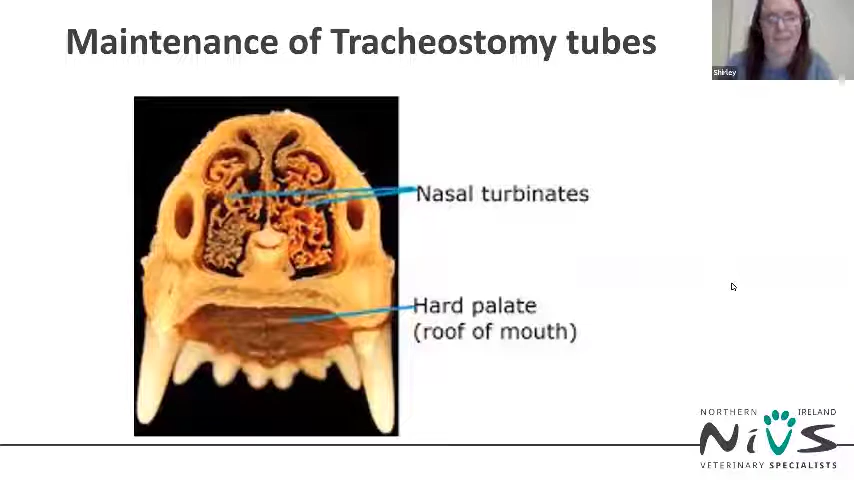 Maintenance of Tracheostomy tubes
Shirley
Nasal turbinates
Hard palate
(roof of mouth)
NORTHERN IRELAND
NiVS
VETERINARY SPECIALISTS